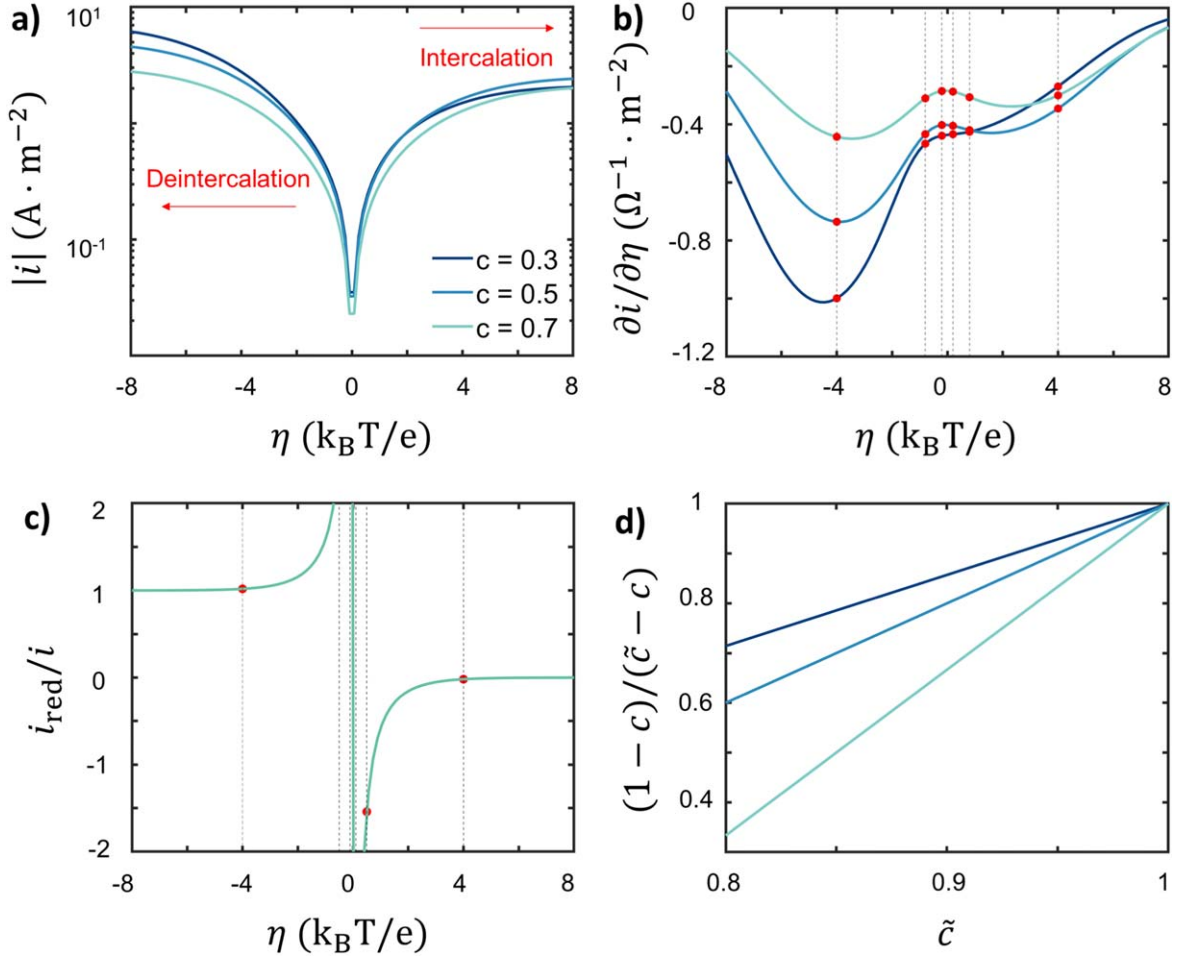 a)
10¹
10⁻¹
|i| (A · m⁻²)
Intercalation
Deintercalation
c = 0.3
c = 0.5
c = 0.7
-8 -4 0 4 8
η (k_BT/e)
b)
0
-0.4
-0.8
-1.2
∂i/∂η (Ω⁻¹ · m⁻²)
-8 -4 0 4 8
η (k_BT/e)
c)
2
1
0
-1
-2
i_red/i
-8 -4 0 4 8
η (k_BT/e)
d)
1
0.8
0.6
0.4
(1 − c)/(c̃ − c)
0.8 0.9 1
c̃